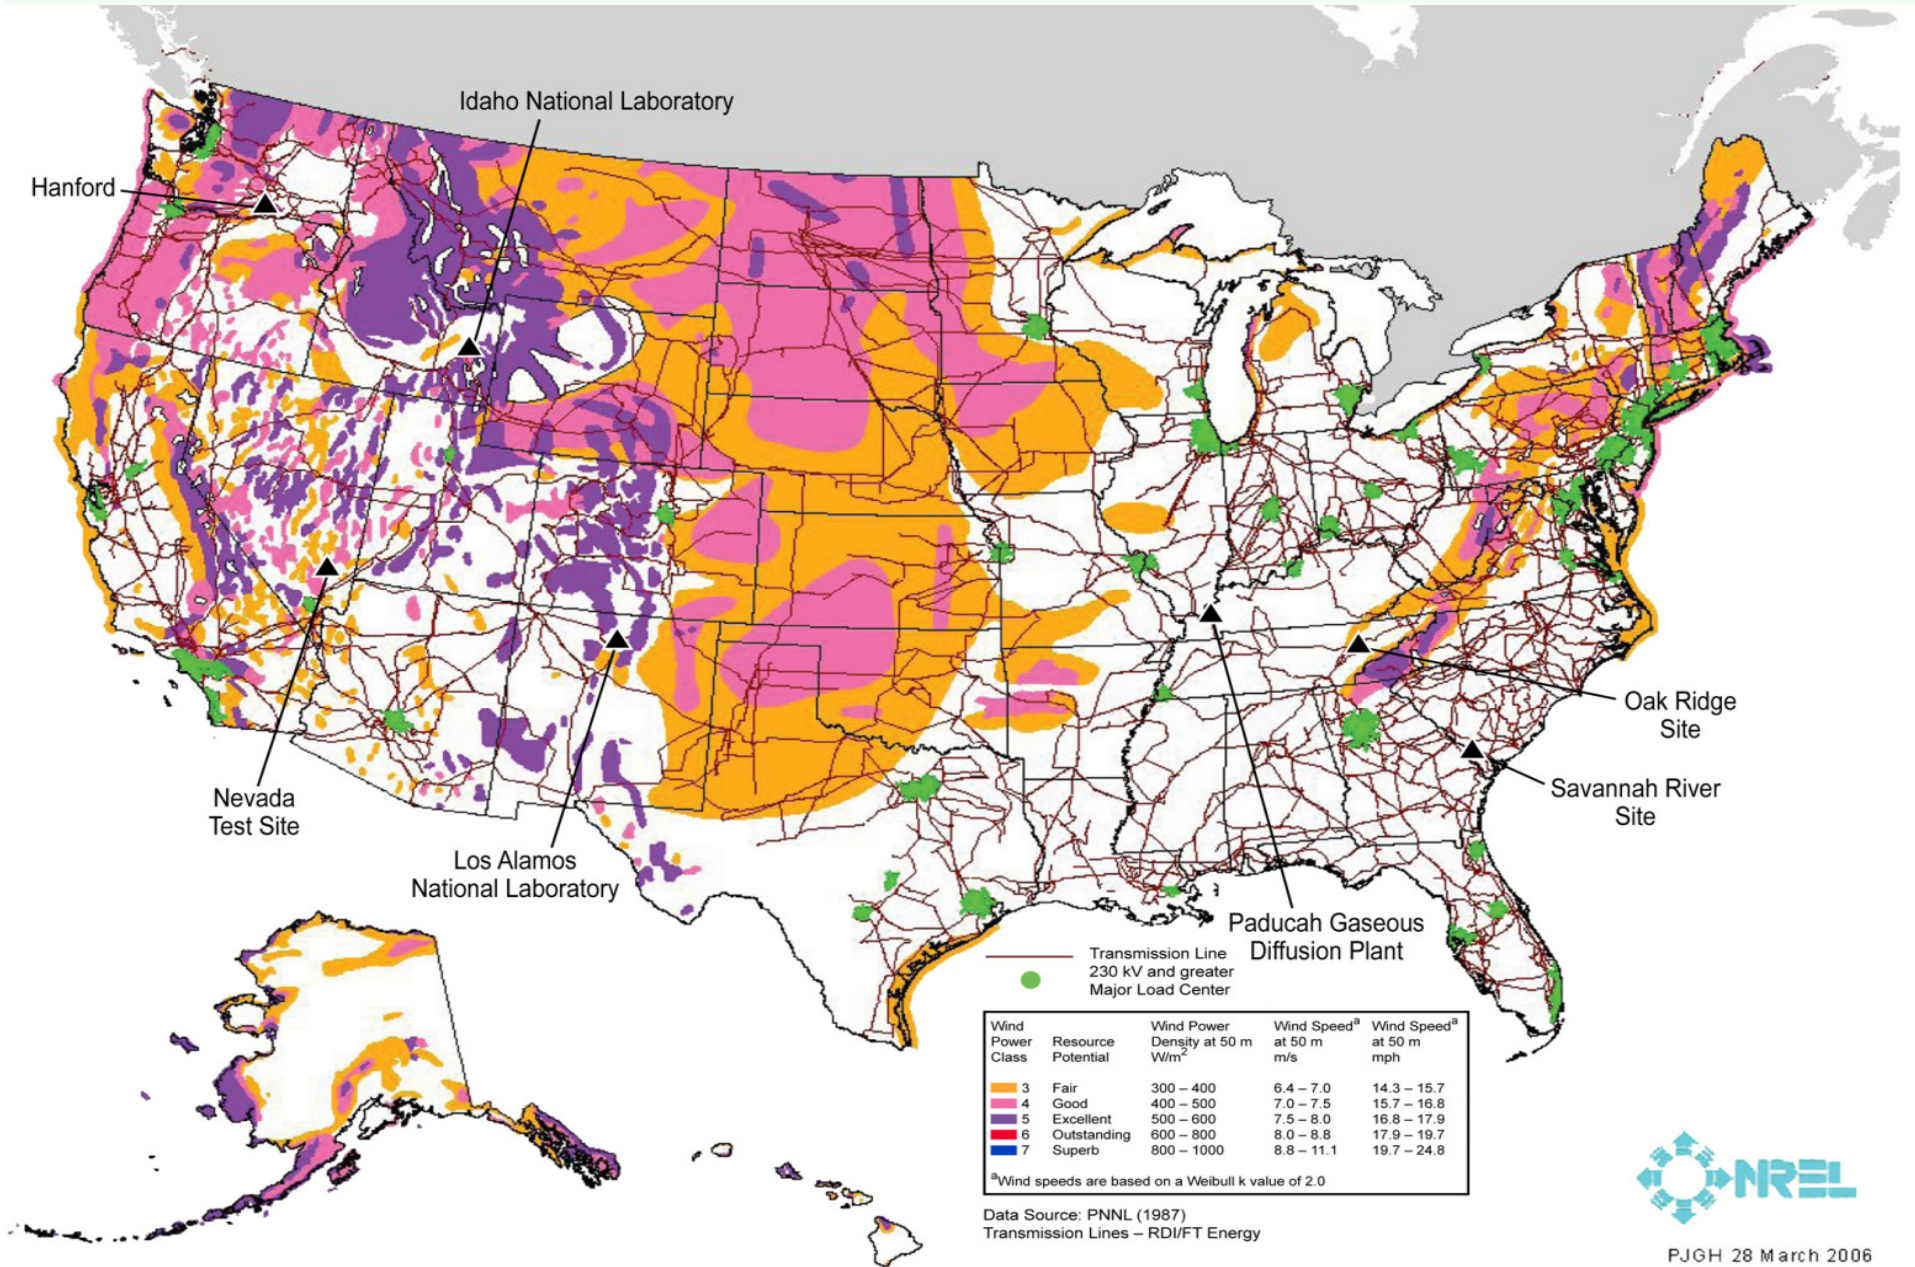 Idaho National Laboratory
Hanford
Oak Ridge
Site
Savannah River
Site
Nevada
Test Site
Los Alamos
National Laboratory
Paducah Gaseous
Diffusion Plant
Transmission Line
230 kV and greater
Major Load Center
Wind Power Class Resource Potential Wind Power Density at 50 m W/m² Wind Speedᵃ at 50 m m/s Wind Speedᵃ at 50 m mph
3 Fair 300 – 400 6.4 – 7.0 14.3 – 15.7
4 Good 400 – 500 7.0 – 7.5 15.7 – 16.8
5 Excellent 500 – 600 7.5 – 8.0 16.8 – 17.9
6 Outstanding 600 – 800 8.0 – 8.8 17.9 – 19.7
7 Superb 800 – 1000 8.8 – 11.1 19.7 – 24.8
ᵃWind speeds are based on a Weibull k value of 2.0
Data Source: PNNL (1987)
Transmission Lines – RDI/FT Energy
NREL
PJGH 28 March 2006